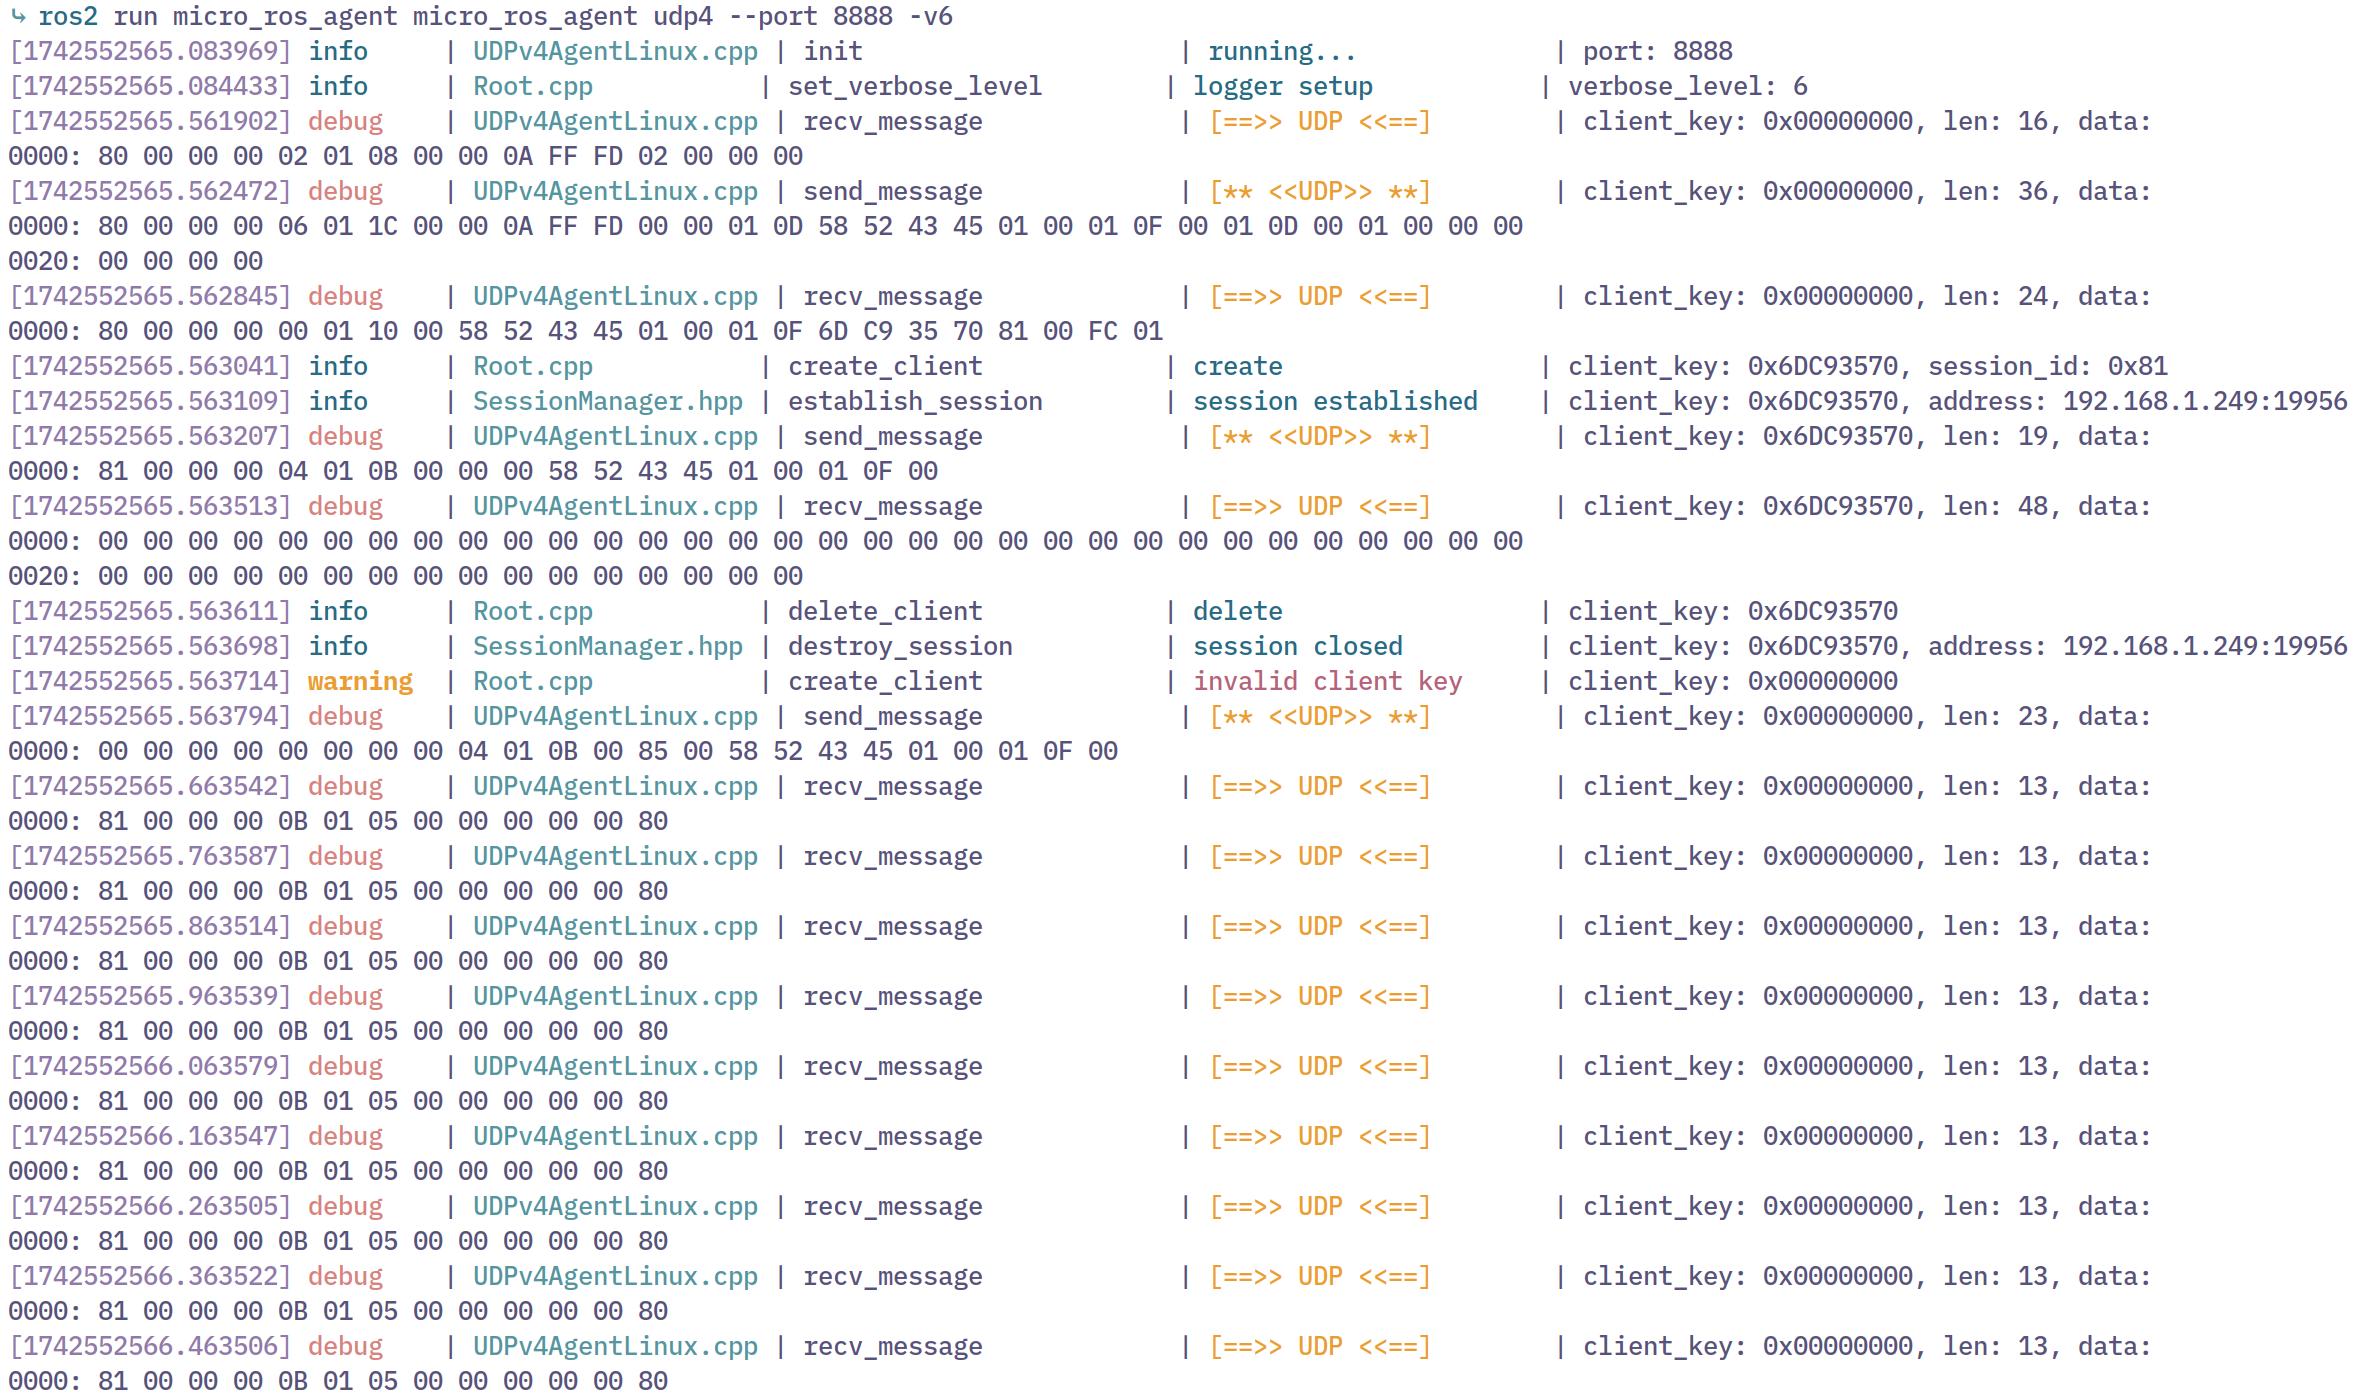 ↪ ros2 run micro_ros_agent micro_ros_agent udp4 --port 8888 -v6
[1742552565.083969] info     | UDPv4AgentLinux.cpp | init                     | running...             | port: 8888
[1742552565.084433] info     | Root.cpp           | set_verbose_level        | logger setup           | verbose_level: 6
[1742552565.561902] debug    | UDPv4AgentLinux.cpp | recv_message             | [==>> UDP <<==]        | client_key: 0x00000000, len: 16, data:
0000: 80 00 00 00 02 01 08 00 00 0A FF FD 02 00 00 00
[1742552565.562472] debug    | UDPv4AgentLinux.cpp | send_message             | [** <<UDP>> **]        | client_key: 0x00000000, len: 36, data:
0000: 80 00 00 00 06 01 1C 00 00 0A FF FD 00 00 01 0D 58 52 43 45 01 00 01 0F 00 01 0D 00 01 00 00 00
0020: 00 00 00 00
[1742552565.562845] debug    | UDPv4AgentLinux.cpp | recv_message             | [==>> UDP <<==]        | client_key: 0x00000000, len: 24, data:
0000: 80 00 00 00 00 01 10 00 58 52 43 45 01 00 01 0F 6D C9 35 70 81 00 FC 01
[1742552565.563041] info     | Root.cpp           | create_client            | create                 | client_key: 0x6DC93570, session_id: 0x81
[1742552565.563109] info     | SessionManager.hpp | establish_session        | session established    | client_key: 0x6DC93570, address: 192.168.1.249:19956
[1742552565.563207] debug    | UDPv4AgentLinux.cpp | send_message             | [** <<UDP>> **]        | client_key: 0x6DC93570, len: 19, data:
0000: 81 00 00 00 04 01 0B 00 00 00 58 52 43 45 01 00 01 0F 00
[1742552565.563513] debug    | UDPv4AgentLinux.cpp | recv_message             | [==>> UDP <<==]        | client_key: 0x6DC93570, len: 48, data:
0000: 00 00 00 00 00 00 00 00 00 00 00 00 00 00 00 00 00 00 00 00 00 00 00 00 00 00 00 00 00 00 00 00
0020: 00 00 00 00 00 00 00 00 00 00 00 00 00 00 00 00
[1742552565.563611] info     | Root.cpp           | delete_client            | delete                 | client_key: 0x6DC93570
[1742552565.563698] info     | SessionManager.hpp | destroy_session          | session closed         | client_key: 0x6DC93570, address: 192.168.1.249:19956
[1742552565.563714] warning  | Root.cpp           | create_client            | invalid client key     | client_key: 0x00000000
[1742552565.563794] debug    | UDPv4AgentLinux.cpp | send_message             | [** <<UDP>> **]        | client_key: 0x00000000, len: 23, data:
0000: 00 00 00 00 00 00 00 00 04 01 0B 00 85 00 58 52 43 45 01 00 01 0F 00
[1742552565.663542] debug    | UDPv4AgentLinux.cpp | recv_message             | [==>> UDP <<==]        | client_key: 0x00000000, len: 13, data:
0000: 81 00 00 00 0B 01 05 00 00 00 00 00 80
[1742552565.763587] debug    | UDPv4AgentLinux.cpp | recv_message             | [==>> UDP <<==]        | client_key: 0x00000000, len: 13, data:
0000: 81 00 00 00 0B 01 05 00 00 00 00 00 80
[1742552565.863514] debug    | UDPv4AgentLinux.cpp | recv_message             | [==>> UDP <<==]        | client_key: 0x00000000, len: 13, data:
0000: 81 00 00 00 0B 01 05 00 00 00 00 00 80
[1742552565.963539] debug    | UDPv4AgentLinux.cpp | recv_message             | [==>> UDP <<==]        | client_key: 0x00000000, len: 13, data:
0000: 81 00 00 00 0B 01 05 00 00 00 00 00 80
[1742552566.063579] debug    | UDPv4AgentLinux.cpp | recv_message             | [==>> UDP <<==]        | client_key: 0x00000000, len: 13, data:
0000: 81 00 00 00 0B 01 05 00 00 00 00 00 80
[1742552566.163547] debug    | UDPv4AgentLinux.cpp | recv_message             | [==>> UDP <<==]        | client_key: 0x00000000, len: 13, data:
0000: 81 00 00 00 0B 01 05 00 00 00 00 00 80
[1742552566.263505] debug    | UDPv4AgentLinux.cpp | recv_message             | [==>> UDP <<==]        | client_key: 0x00000000, len: 13, data:
0000: 81 00 00 00 0B 01 05 00 00 00 00 00 80
[1742552566.363522] debug    | UDPv4AgentLinux.cpp | recv_message             | [==>> UDP <<==]        | client_key: 0x00000000, len: 13, data:
0000: 81 00 00 00 0B 01 05 00 00 00 00 00 80
[1742552566.463506] debug    | UDPv4AgentLinux.cpp | recv_message             | [==>> UDP <<==]        | client_key: 0x00000000, len: 13, data:
0000: 81 00 00 00 0B 01 05 00 00 00 00 00 80